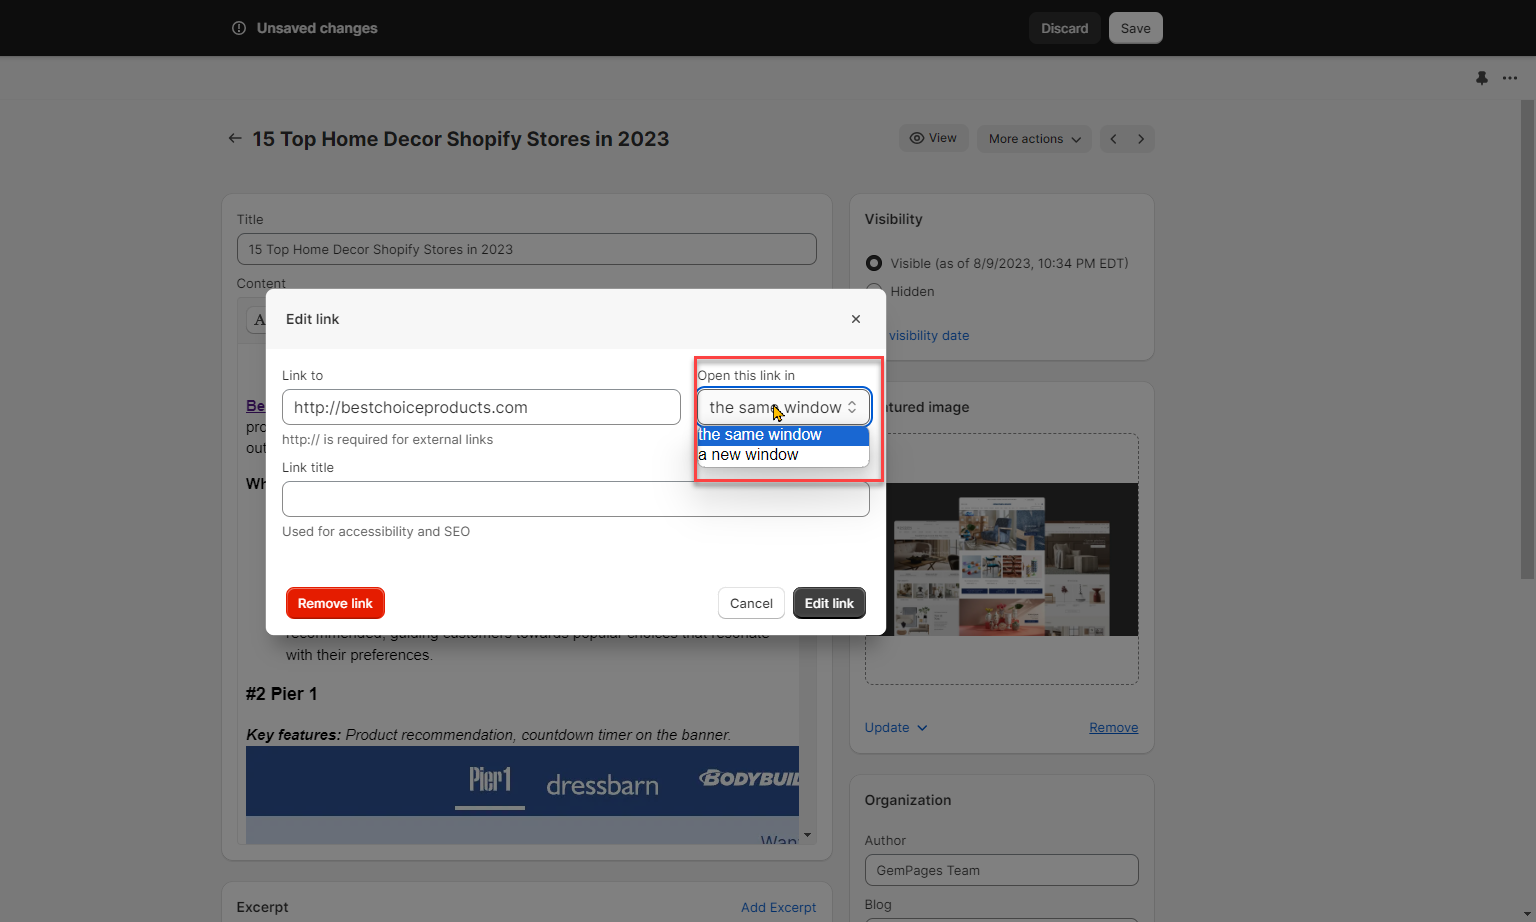 Unsaved changes
Discard
Save
15 Top Home Decor Shopify Stores in 2023
View
More actions
Title
15 Top Home Decor Shopify Stores in 2023
Content
A
Be
pro
out
Wh
Edit link
Link to
http://bestchoiceproducts.com
http:// is required for external links
Open this link in
the same window
the same window
a new window
Link title
Used for accessibility and SEO
Remove link
Cancel
Edit link
with their preferences.
#2 Pier 1
Key features: Product recommendation, countdown timer on the banner.
Pier1
dressbarn
BODYBUIL
Want
Excerpt
Add Excerpt
Visibility
Visible (as of 8/9/2023, 10:34 PM EDT)
Hidden
visibility date
tured image
Update
Remove
Organization
Author
GemPages Team
Blog